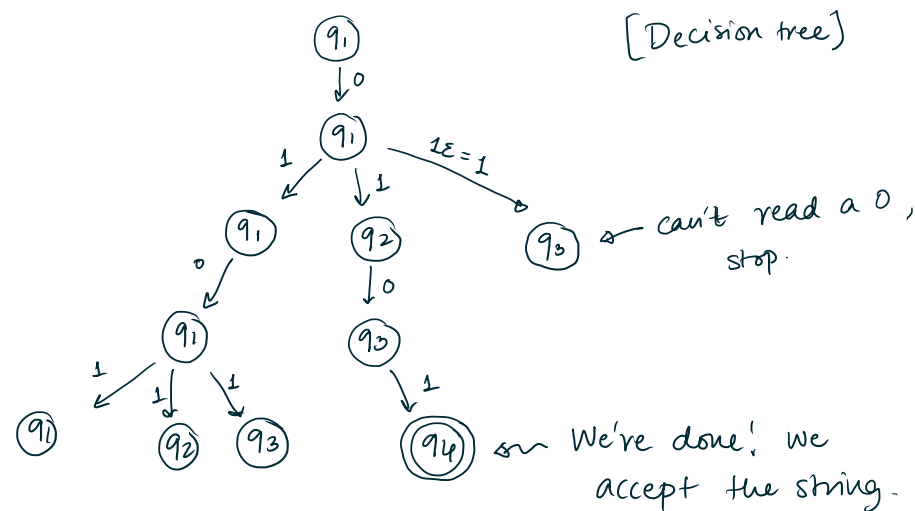 q1
[Decision tree]
0
q1
1
1
1ε = 1
q1
q2
q3
can't read a 0,
stop.
0
0
q1
q3
1
1
1
1
q1
q2
q3
q4
We're done! we
accept the string.